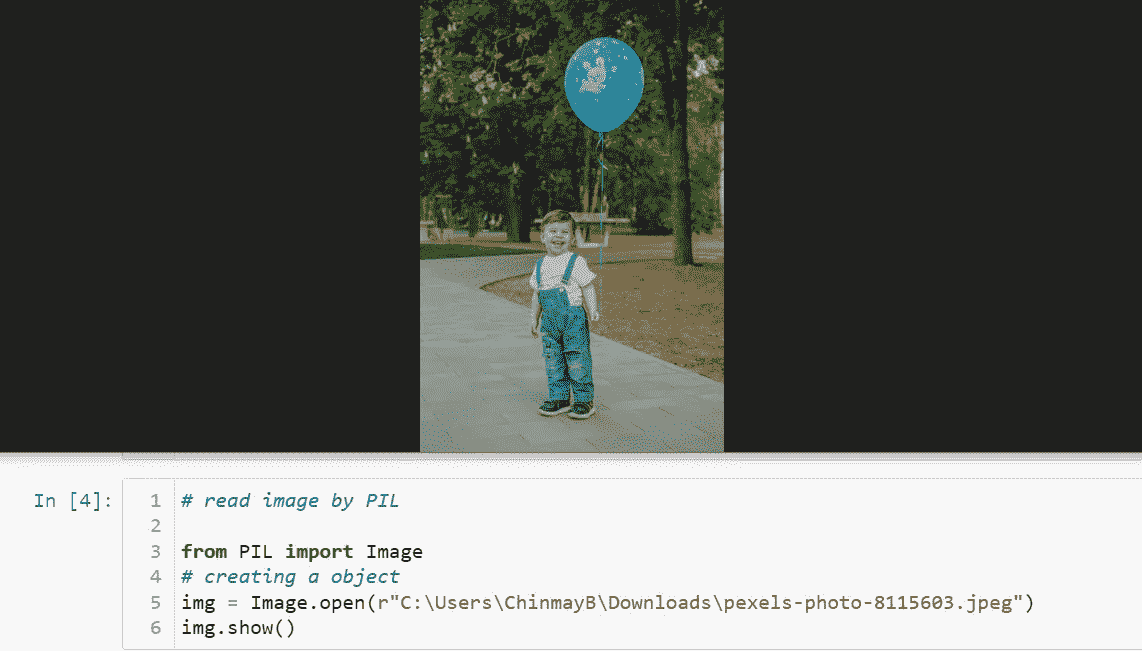 In [4]:
1 # read image by PIL
2
3 from PIL import Image
4 # creating a object
5 img = Image.open(r"C:\Users\ChinmayB\Downloads\pexels-photo-8115603.jpeg")
6 img.show()